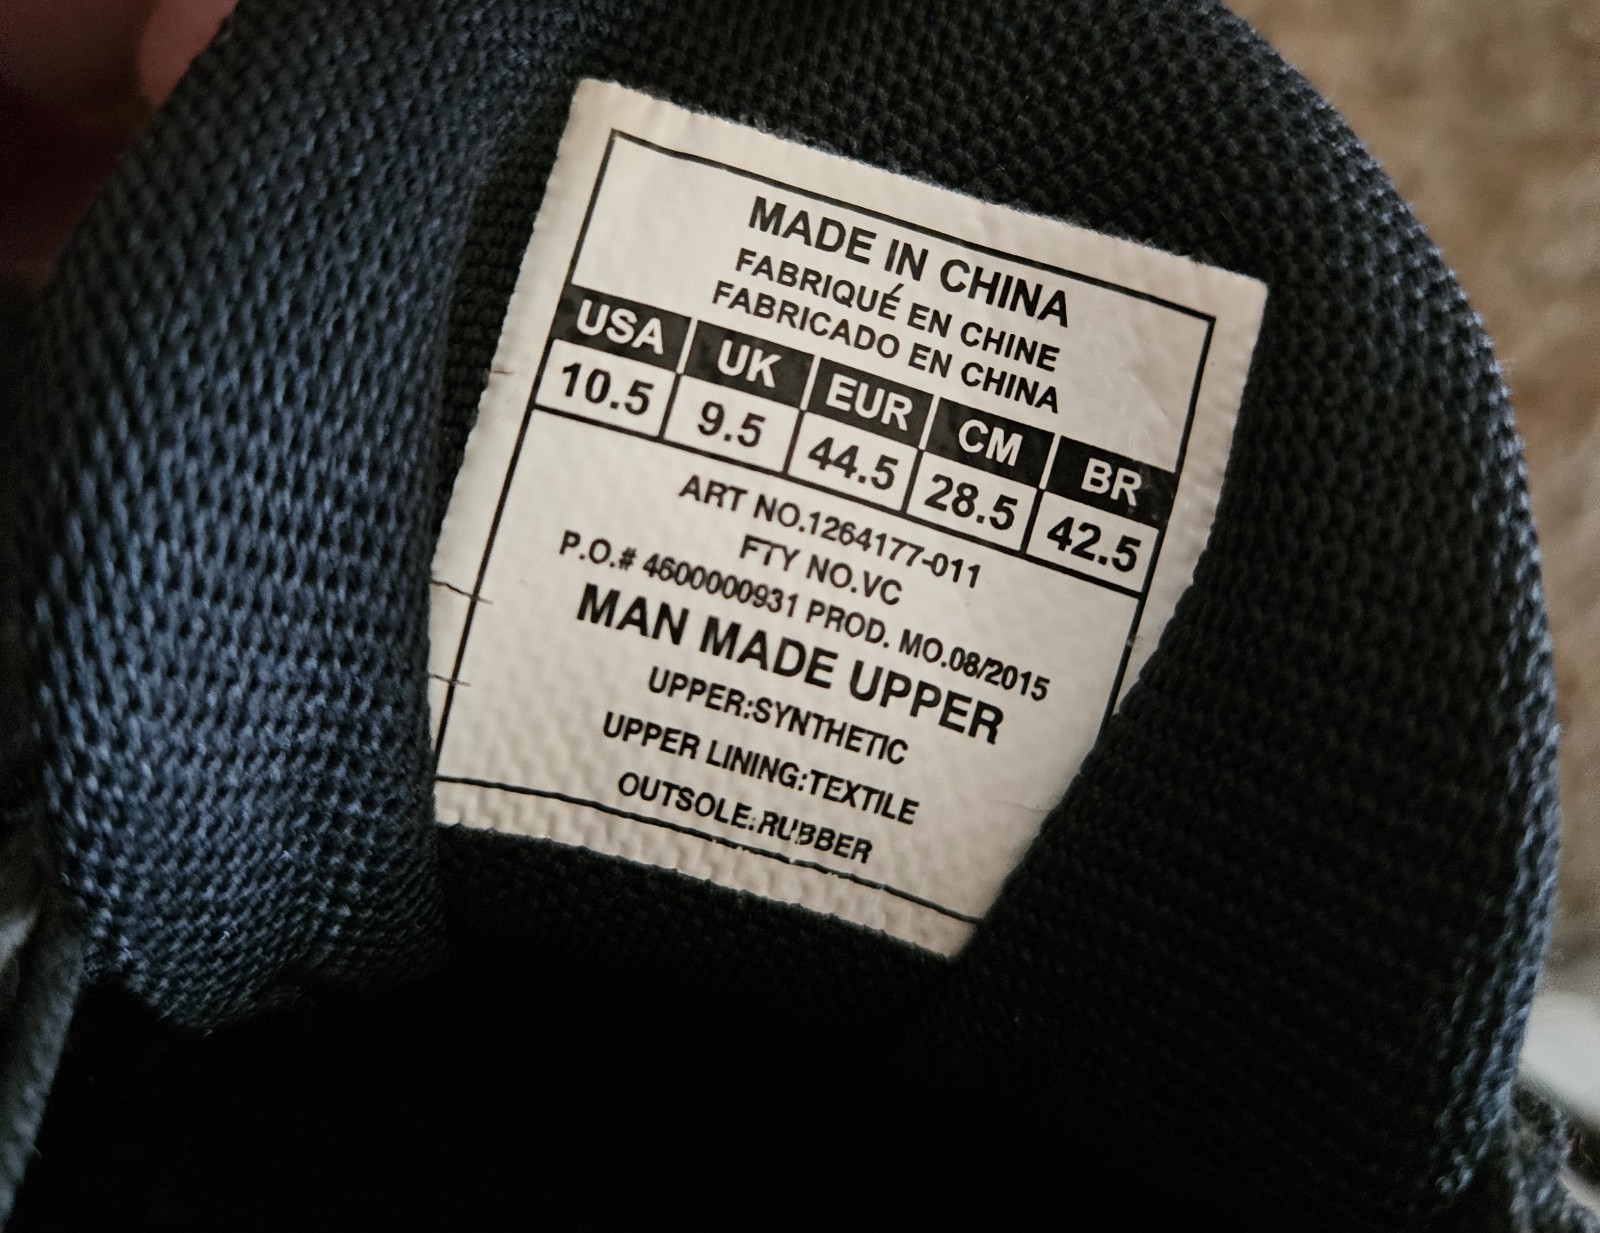 MADE IN CHINA
FABRIQUÉ EN CHINE
FABRICADO EN CHINA
USA UK EUR CM BR
10.5 9.5 44.5 28.5 42.5
ART NO.1264177-011
FTY NO.VC
P.O.# 4600000931 PROD. MO.08/2015
MAN MADE UPPER
UPPER:SYNTHETIC
UPPER LINING:TEXTILE
OUTSOLE:RUBBER